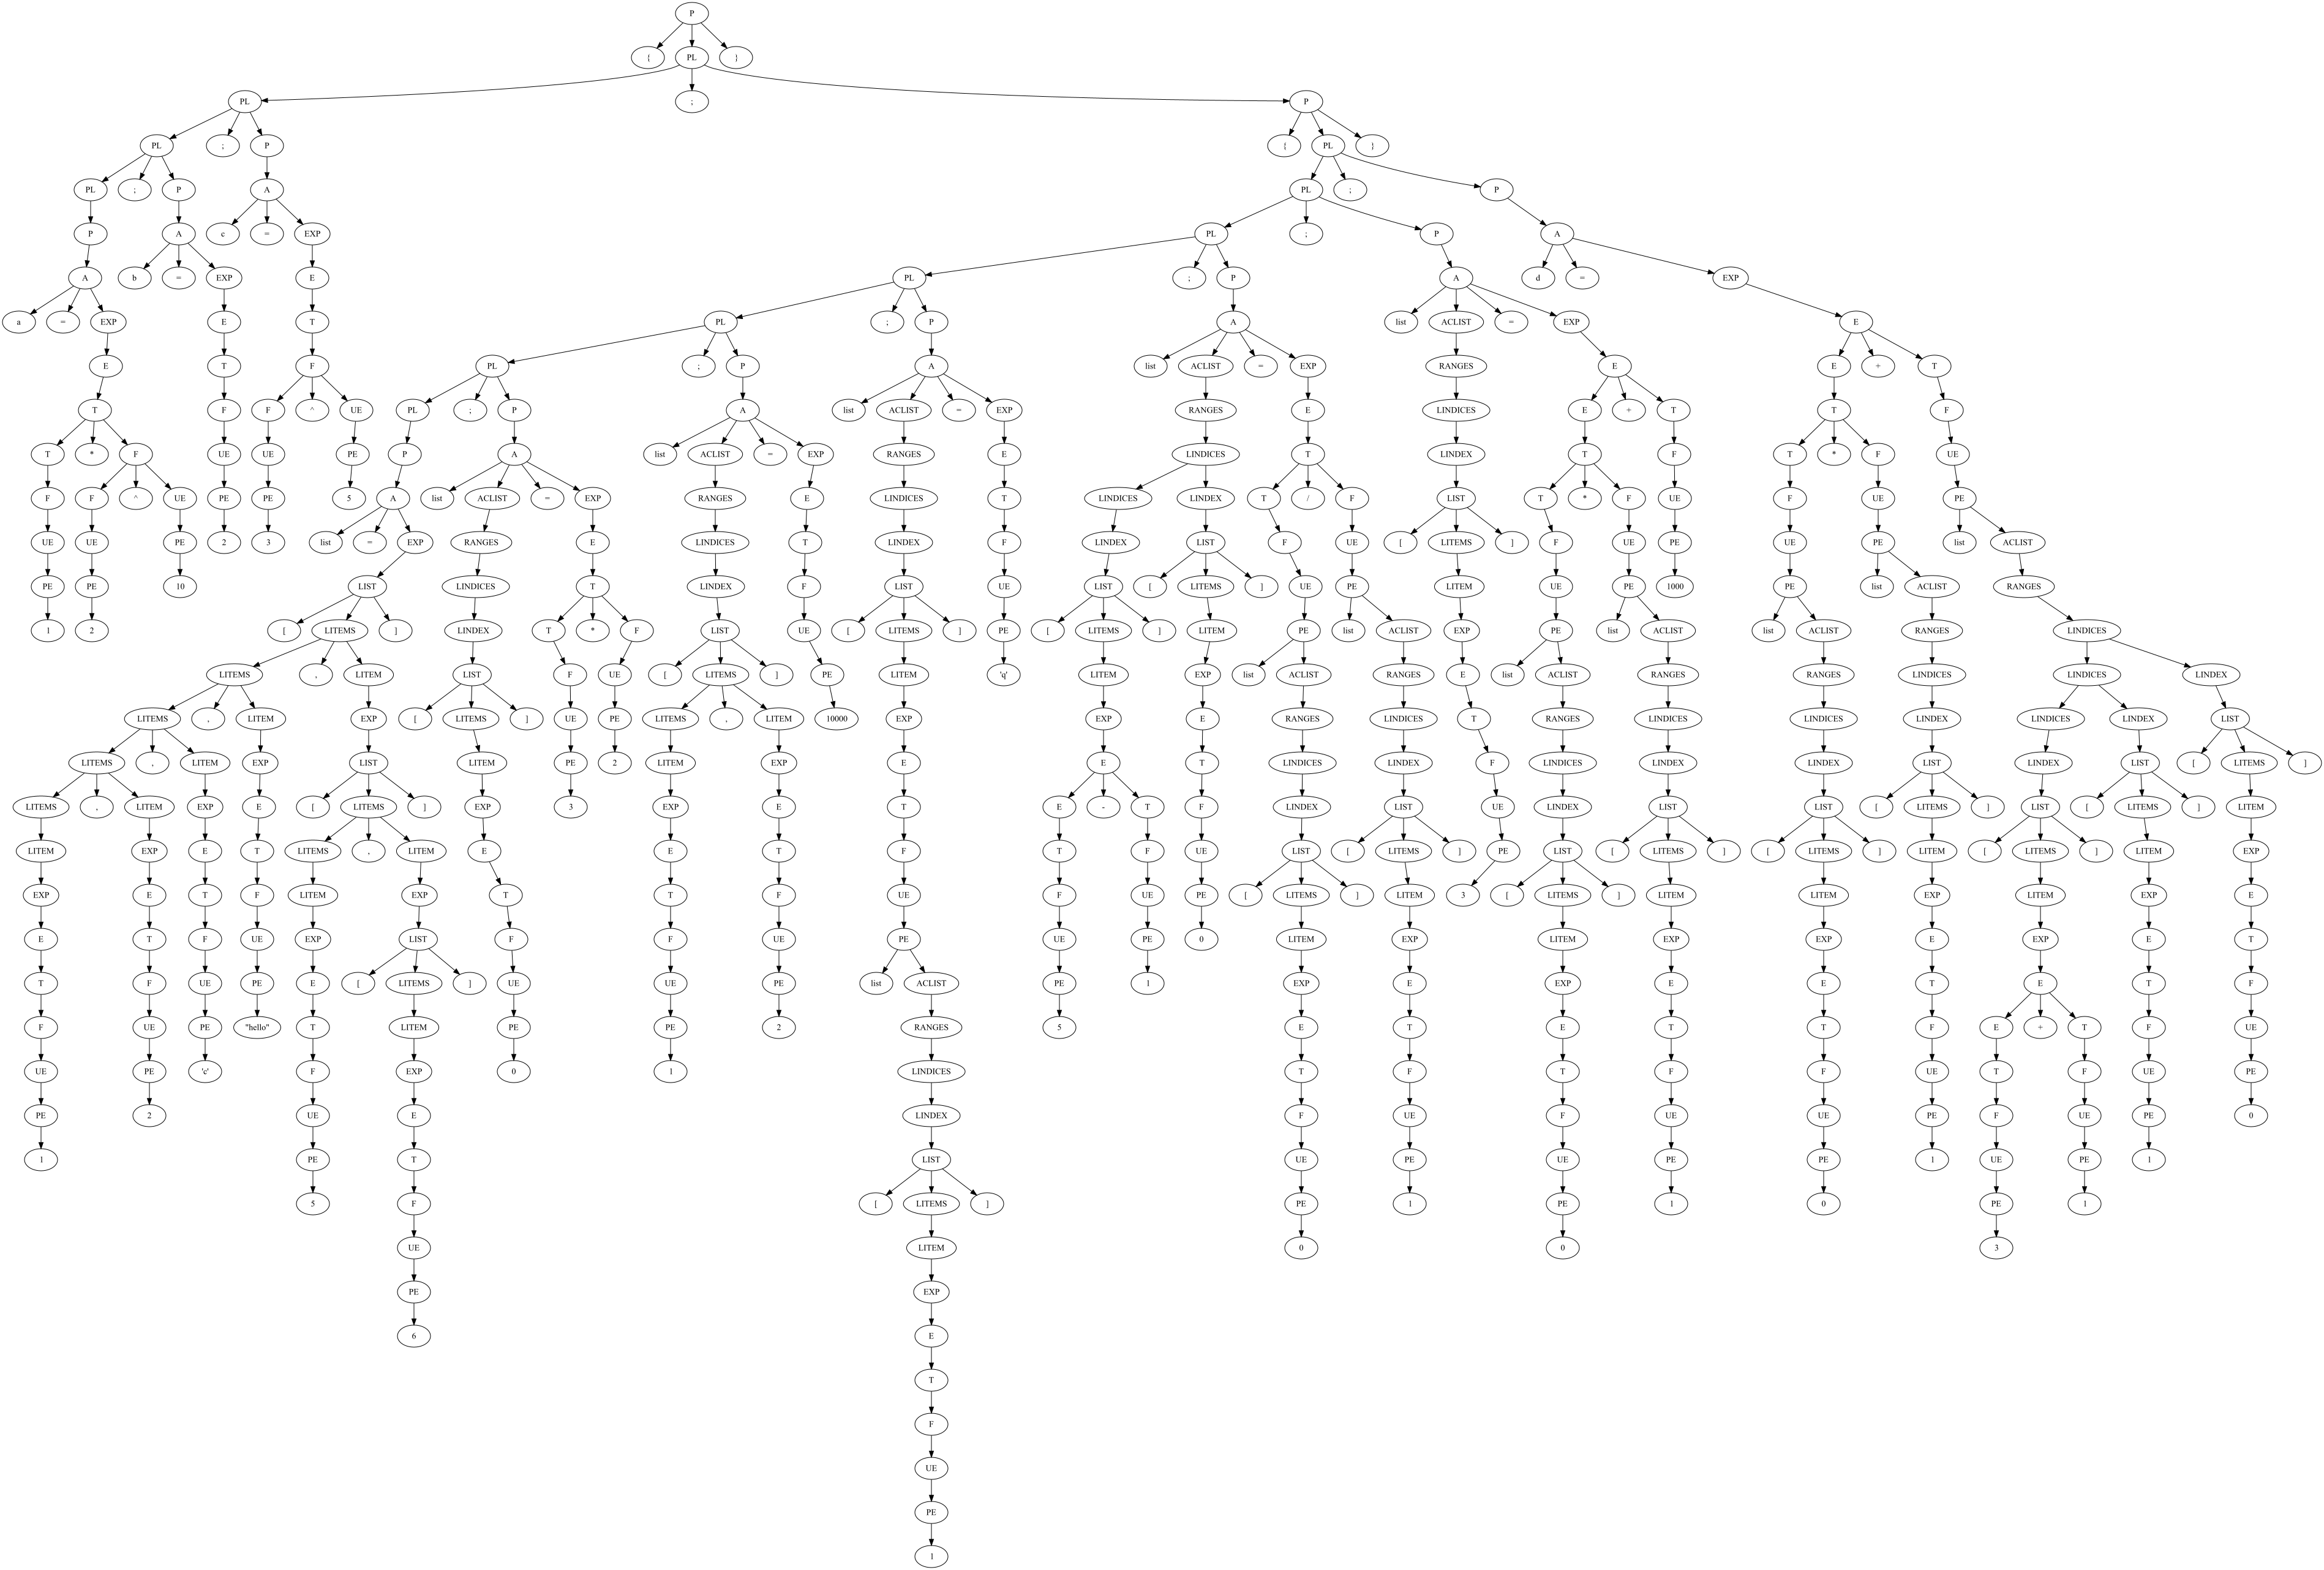 P
{ PL }
PL ; P
PL ; P { PL }
PL ; P A PL ; P
P A c = EXP PL ; P A
A b = EXP E PL ; P A d = EXP
a = EXP E T PL ; P A list ACLIST = EXP E
E T F PL ; P A list ACLIST = EXP RANGES E E + T
T F F ^ UE PL ; P A list ACLIST = EXP RANGES E LINDICES E + T T F
T * F UE UE PE P A list ACLIST = EXP RANGES E LINDICES T LINDEX T F T * F UE
F F ^ UE PE PE 5 A list ACLIST = EXP RANGES E LINDICES T LINDICES LINDEX T / F LIST T * F UE F UE PE
UE UE PE 2 3 list = EXP RANGES E LINDICES T LINDEX F LINDEX LIST F UE [ LITEMS ] F UE PE UE PE list ACLIST
PE PE 10 LIST LINDICES T LINDEX F LIST UE LIST [ LITEMS ] UE PE LITEM UE PE 1000 PE list ACLIST RANGES
1 2 [ LITEMS ] LINDEX T * F LIST UE [ LITEMS ] PE [ LITEMS ] LITEM PE list ACLIST EXP PE list ACLIST list ACLIST RANGES LINDICES
LITEMS , LITEM LIST F UE [ LITEMS ] PE LITEM 'q' LITEM EXP list ACLIST RANGES E list ACLIST RANGES RANGES LINDICES LINDICES LINDEX
LITEMS , LITEM EXP [ LITEMS ] UE PE LITEMS , LITEM 10000 EXP EXP E RANGES LINDICES T RANGES LINDICES LINDICES LINDEX LINDICES LINDEX LIST
LITEMS , LITEM EXP LIST LITEM PE 2 LITEM EXP E E T LINDICES LINDEX F LINDICES LINDEX LINDEX LIST LINDEX LIST [ LITEMS ]
LITEMS , LITEM EXP E [ LITEMS ] EXP 3 EXP E T E - T F LINDEX LIST UE LINDEX LIST LIST [ LITEMS ] LIST [ LITEMS ] LITEM
LITEM EXP E T LITEMS , LITEM E E T F T F UE LIST [ LITEMS ] PE LIST [ LITEMS ] [ LITEMS ] LITEM [ LITEMS ] LITEM EXP
EXP E T F LITEM EXP T T F UE F UE PE [ LITEMS ] LITEM 3 [ LITEMS ] LITEM LITEM EXP LITEM EXP E
E T F UE EXP LIST F F UE PE UE PE 0 LITEM EXP LITEM EXP EXP E EXP E T
T F UE PE E [ LITEMS ] UE UE PE list ACLIST PE 1 EXP E EXP E E T E T F
F UE PE "hello" T LITEM PE PE 2 RANGES 5 E T E T T F E + T F UE
UE PE 'c' F EXP 0 1 LINDICES T F T F F UE T F UE PE
PE 2 UE E LINDEX F UE F UE UE PE F UE PE 0
1 PE T LIST UE PE UE PE PE 1 UE PE 1
5 F [ LITEMS ] PE 1 PE 1 0 PE 1
UE LITEM 0 0 3
PE EXP
6 E
T
F
UE
PE
1